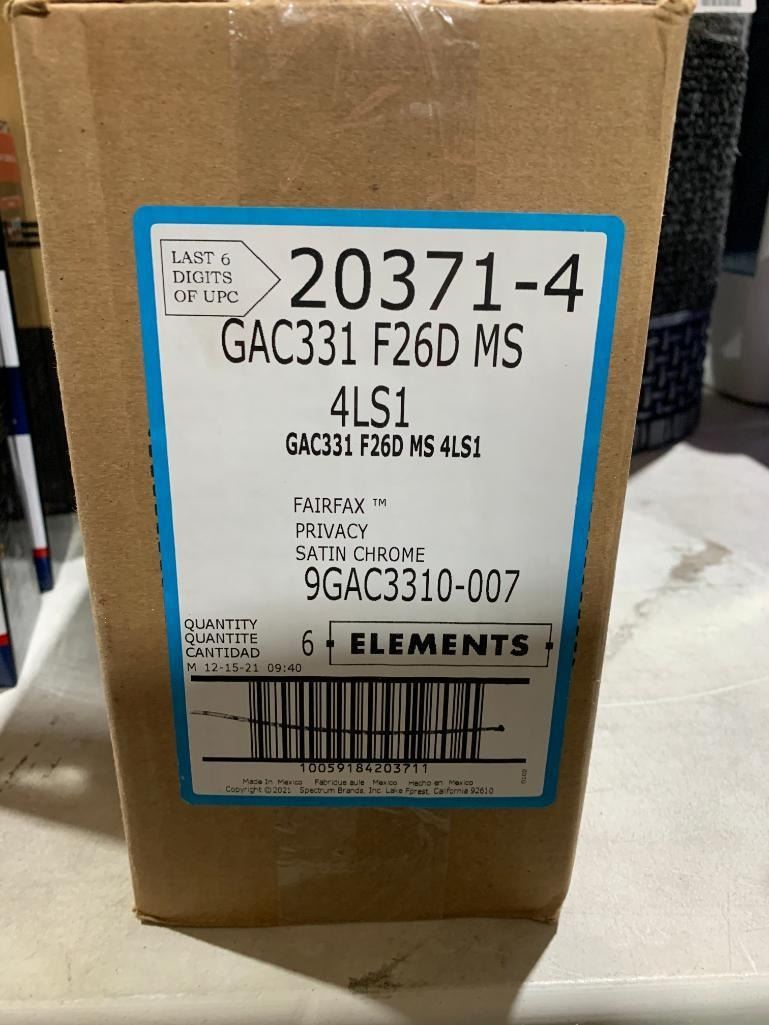 LAST 6
DIGITS
OF UPC
20371-4
GAC331 F26D MS
4LS1
GAC331 F26D MS 4LS1
FAIRFAX ™
PRIVACY
SATIN CHROME
9GAC3310-007
QUANTITY
QUANTITE
CANTIDAD
6
ELEMENTS
M 12-15-21 09:40
10059184203711
Made In Mexico Fabrique aule Mexico Hecho en Mexico
Copyright ©2021 Spectrum Brands, Inc. Lake Fprest, California 92610